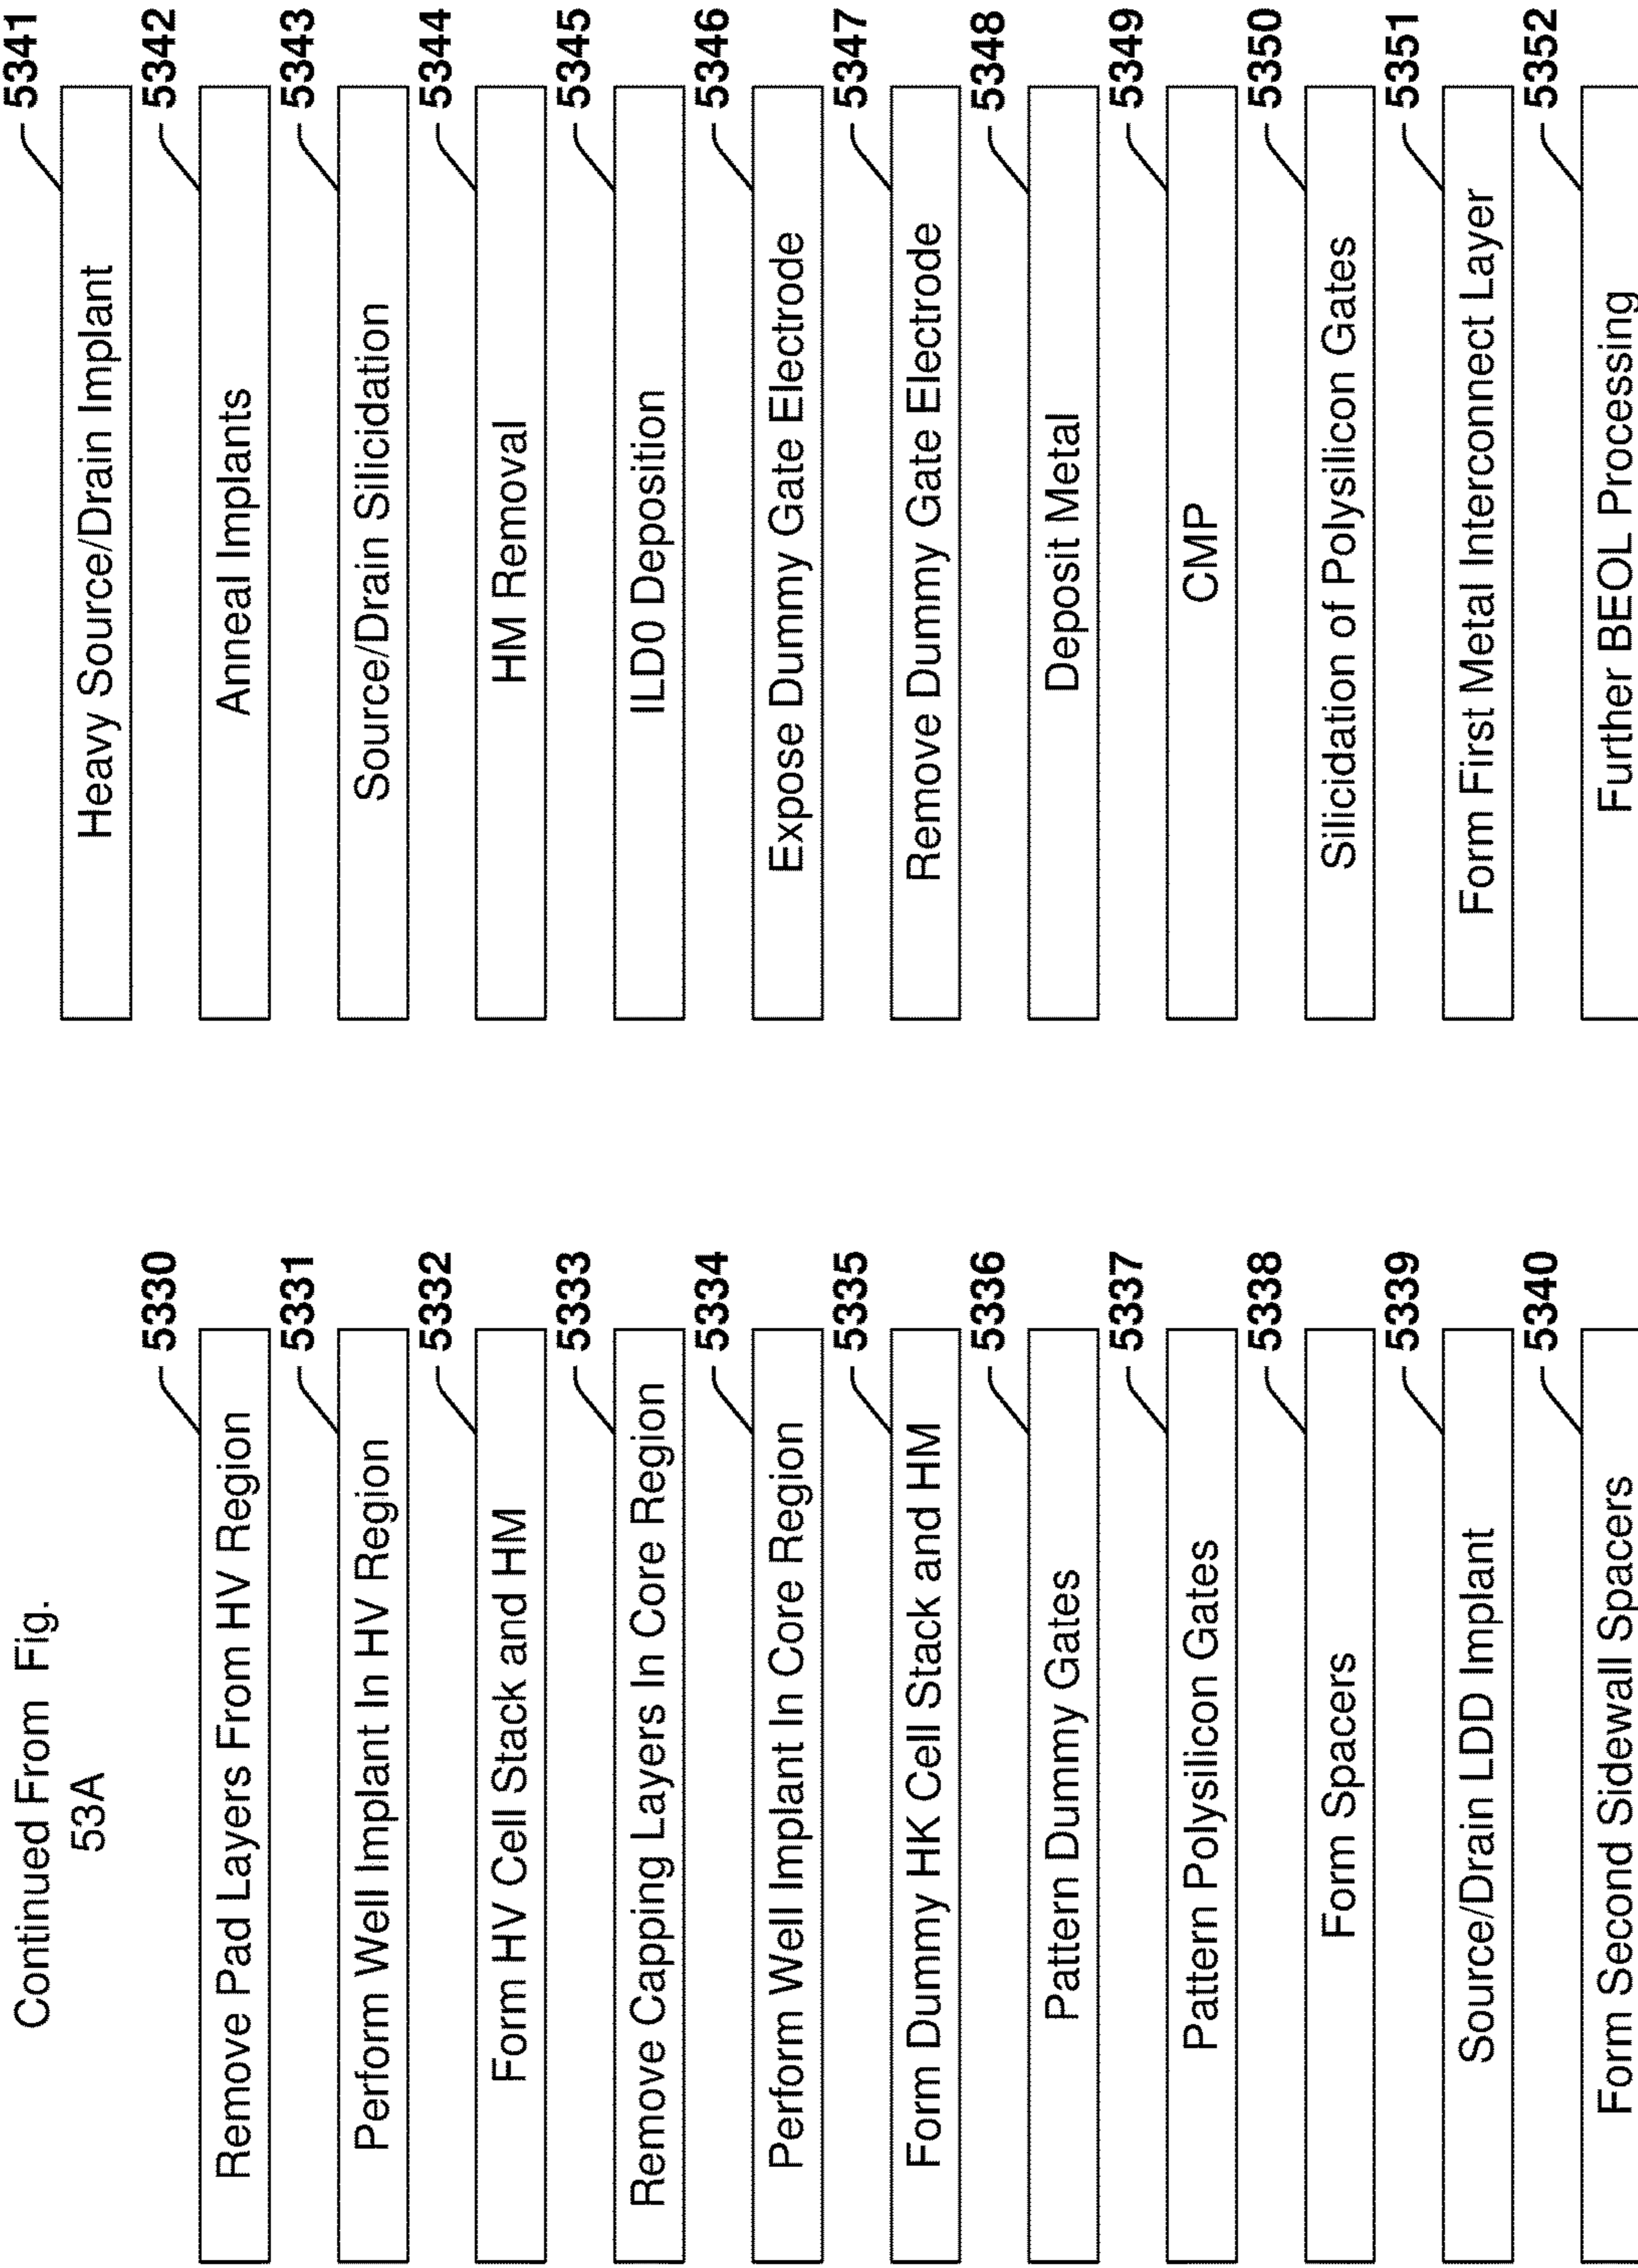 Continued From Fig.
53A
5330
Remove Pad Layers From HV Region
5331
Perform Well Implant In HV Region
5332
Form HV Cell Stack and HM
5333
Remove Capping Layers In Core Region
5334
Perform Well Implant In Core Region
5335
Form Dummy HK Cell Stack and HM
5336
Pattern Dummy Gates
5337
Pattern Polysilicon Gates
5338
Form Spacers
5339
Source/Drain LDD Implant
5340
Form Second Sidewall Spacers
5341
Heavy Source/Drain Implant
5342
Anneal Implants
5343
Source/Drain Silicidation
5344
HM Removal
5345
ILD0 Deposition
5346
Expose Dummy Gate Electrode
5347
Remove Dummy Gate Electrode
5348
Deposit Metal
5349
CMP
5350
Silicidation of Polysilicon Gates
5351
Form First Metal Interconnect Layer
5352
Further BEOL Processing